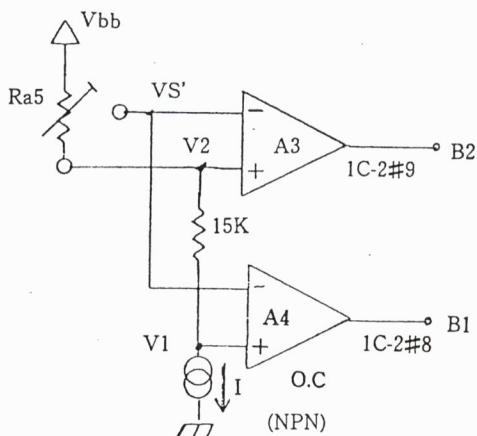 Vbb
Ra5
VS'
V2
A3
B2
1C-2#9
15K
A4
B1
1C-2#8
V1
I
O.C
(NPN)
−
+
−
+